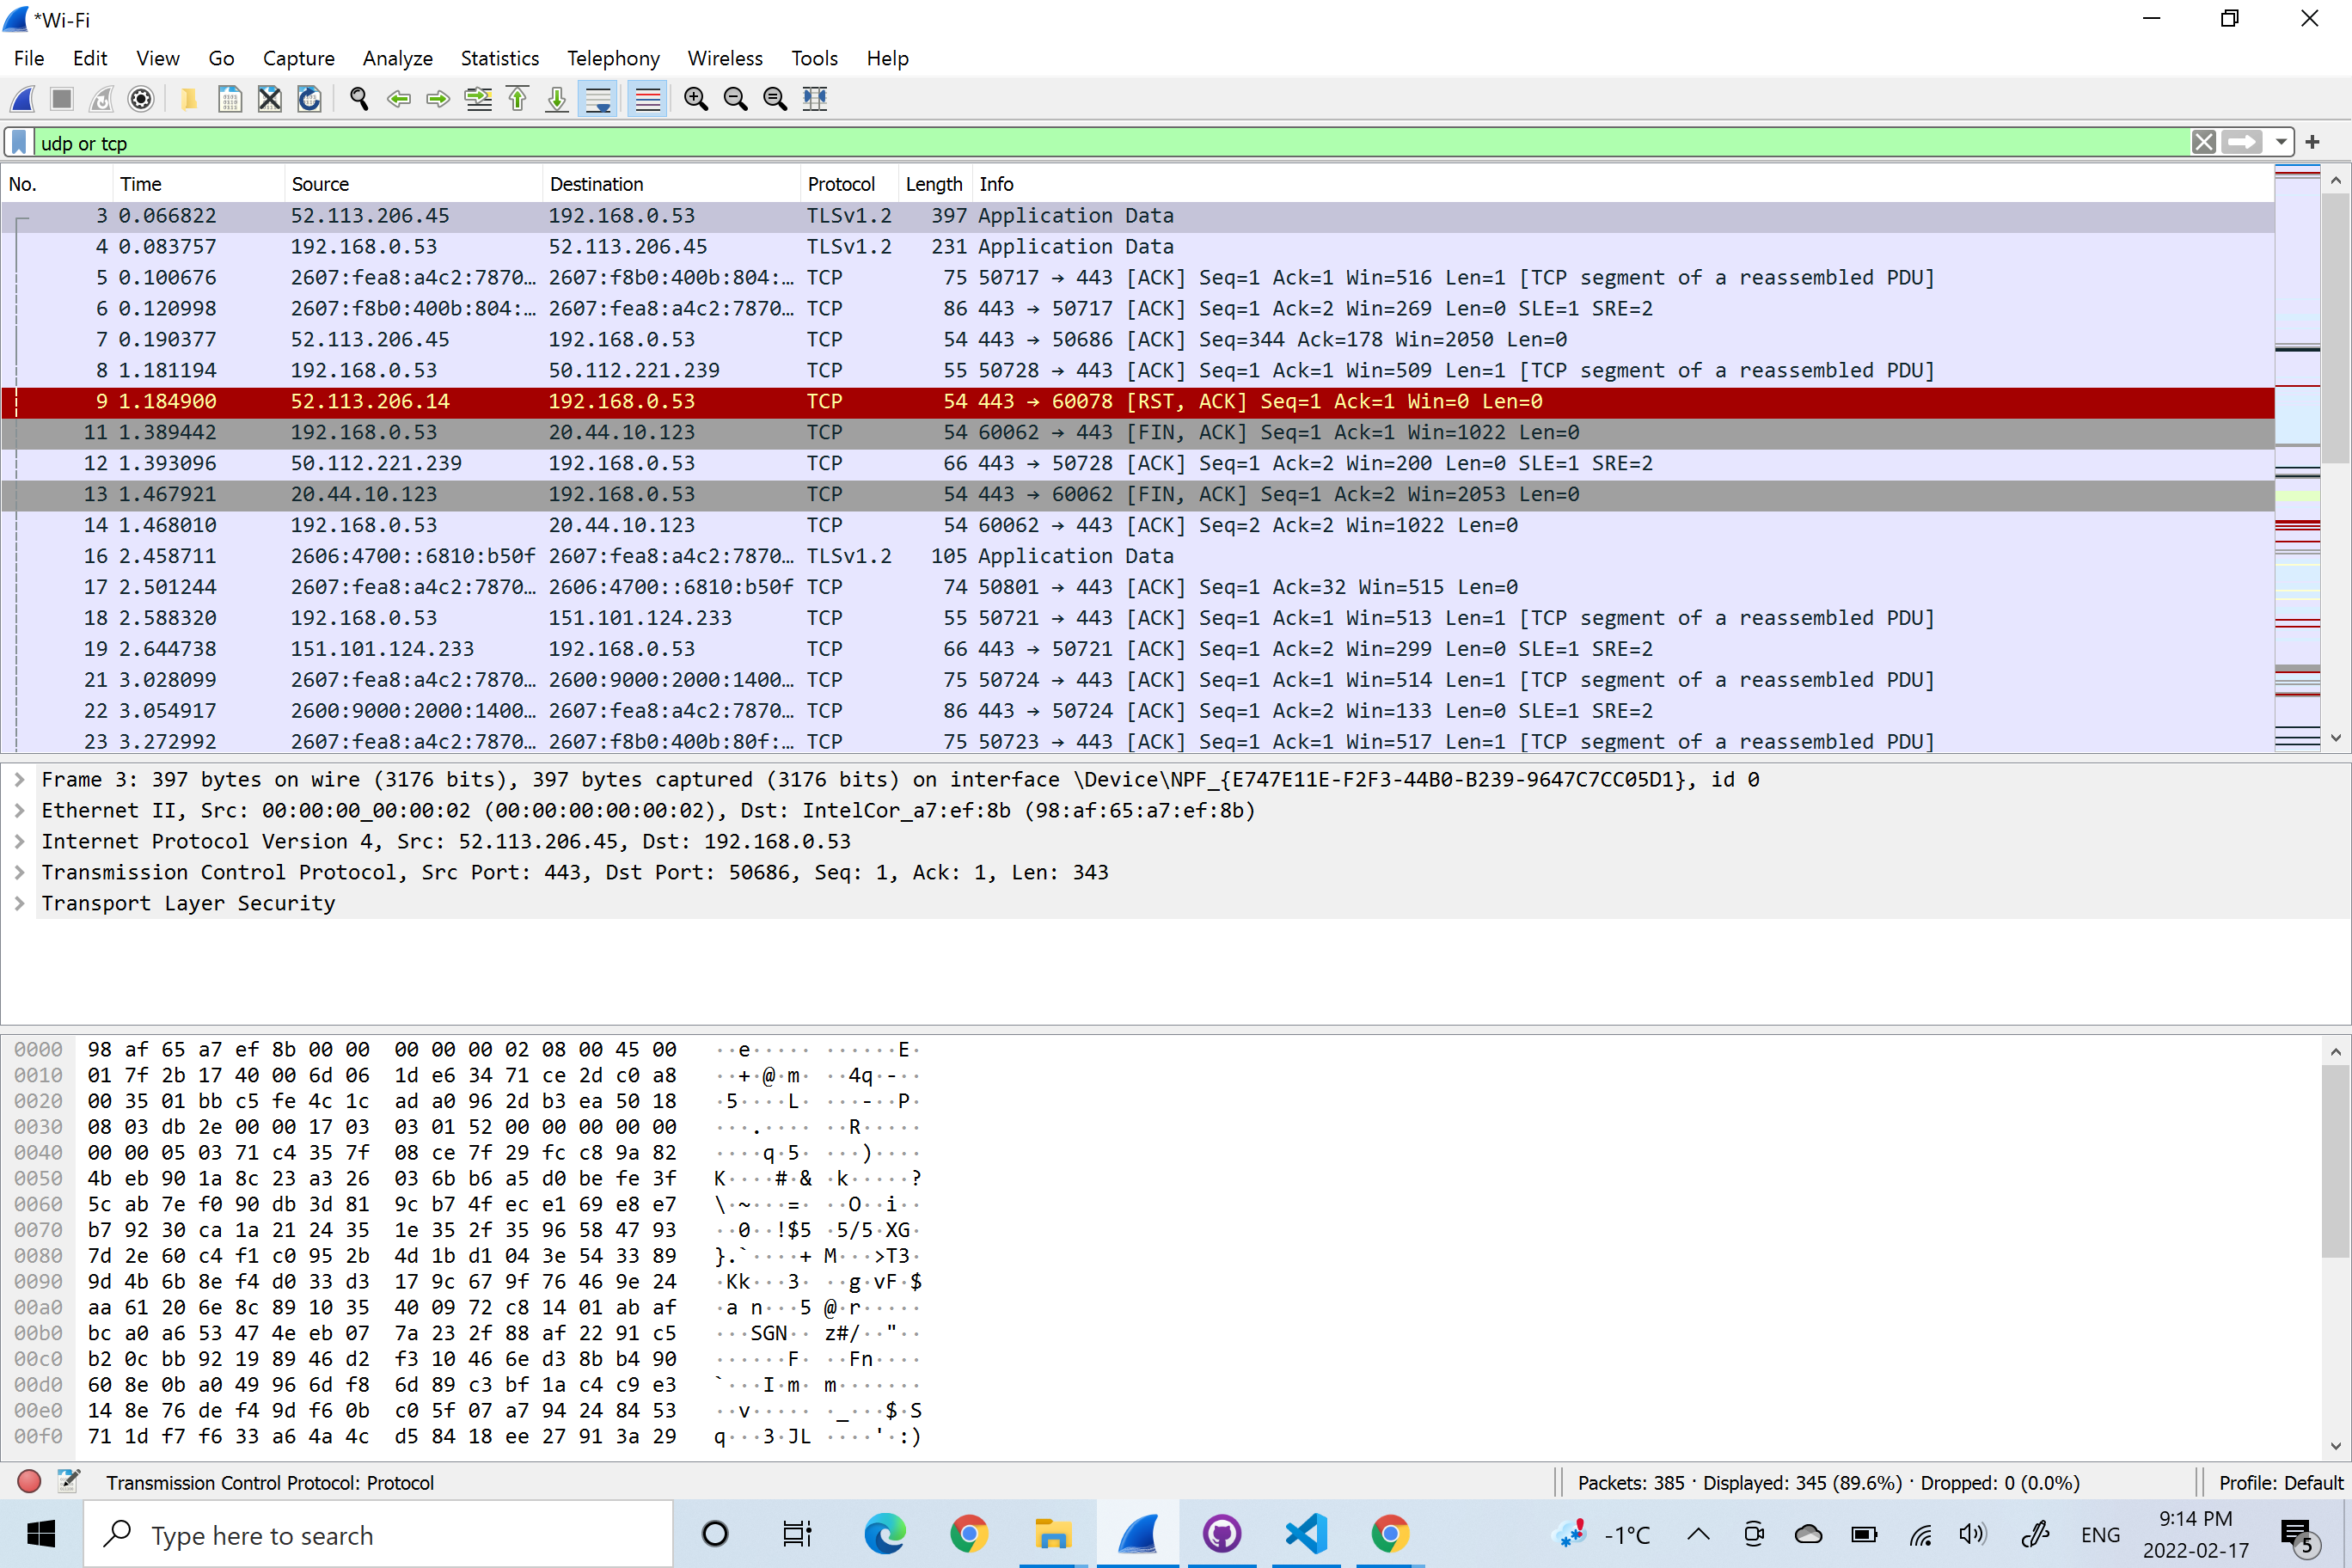 *Wi-Fi
File Edit View Go Capture Analyze Statistics Telephony Wireless Tools Help
udp or tcp
No. Time Source Destination Protocol Length Info
3 0.066822 52.113.206.45 192.168.0.53 TLSv1.2 397 Application Data
4 0.083757 192.168.0.53 52.113.206.45 TLSv1.2 231 Application Data
5 0.100676 2607:fea8:a4c2:7870… 2607:f8b0:400b:804:… TCP 75 50717 → 443 [ACK] Seq=1 Ack=1 Win=516 Len=1 [TCP segment of a reassembled PDU]
6 0.120998 2607:f8b0:400b:804:… 2607:fea8:a4c2:7870… TCP 86 443 → 50717 [ACK] Seq=1 Ack=2 Win=269 Len=0 SLE=1 SRE=2
7 0.190377 52.113.206.45 192.168.0.53 TCP 54 443 → 50686 [ACK] Seq=344 Ack=178 Win=2050 Len=0
8 1.181194 192.168.0.53 50.112.221.239 TCP 55 50728 → 443 [ACK] Seq=1 Ack=1 Win=509 Len=1 [TCP segment of a reassembled PDU]
9 1.184900 52.113.206.14 192.168.0.53 TCP 54 443 → 60078 [RST, ACK] Seq=1 Ack=1 Win=0 Len=0
11 1.389442 192.168.0.53 20.44.10.123 TCP 54 60062 → 443 [FIN, ACK] Seq=1 Ack=1 Win=1022 Len=0
12 1.393096 50.112.221.239 192.168.0.53 TCP 66 443 → 50728 [ACK] Seq=1 Ack=2 Win=200 Len=0 SLE=1 SRE=2
13 1.467921 20.44.10.123 192.168.0.53 TCP 54 443 → 60062 [FIN, ACK] Seq=1 Ack=2 Win=2053 Len=0
14 1.468010 192.168.0.53 20.44.10.123 TCP 54 60062 → 443 [ACK] Seq=2 Ack=2 Win=1022 Len=0
16 2.458711 2606:4700::6810:b50f 2607:fea8:a4c2:7870… TLSv1.2 105 Application Data
17 2.501244 2607:fea8:a4c2:7870… 2606:4700::6810:b50f TCP 74 50801 → 443 [ACK] Seq=1 Ack=32 Win=515 Len=0
18 2.588320 192.168.0.53 151.101.124.233 TCP 55 50721 → 443 [ACK] Seq=1 Ack=1 Win=513 Len=1 [TCP segment of a reassembled PDU]
19 2.644738 151.101.124.233 192.168.0.53 TCP 66 443 → 50721 [ACK] Seq=1 Ack=2 Win=299 Len=0 SLE=1 SRE=2
21 3.028099 2607:fea8:a4c2:7870… 2600:9000:2000:1400… TCP 75 50724 → 443 [ACK] Seq=1 Ack=1 Win=514 Len=1 [TCP segment of a reassembled PDU]
22 3.054917 2600:9000:2000:1400… 2607:fea8:a4c2:7870… TCP 86 443 → 50724 [ACK] Seq=1 Ack=2 Win=133 Len=0 SLE=1 SRE=2
23 3.272992 2607:fea8:a4c2:7870… 2607:f8b0:400b:80f:… TCP 75 50723 → 443 [ACK] Seq=1 Ack=1 Win=517 Len=1 [TCP segment of a reassembled PDU]
Frame 3: 397 bytes on wire (3176 bits), 397 bytes captured (3176 bits) on interface \Device\NPF_{E747E11E-F2F3-44B0-B239-9647C7CC05D1}, id 0
Ethernet II, Src: 00:00:00_00:00:02 (00:00:00:00:00:02), Dst: IntelCor_a7:ef:8b (98:af:65:a7:ef:8b)
Internet Protocol Version 4, Src: 52.113.206.45, Dst: 192.168.0.53
Transmission Control Protocol, Src Port: 443, Dst Port: 50686, Seq: 1, Ack: 1, Len: 343
Transport Layer Security
0000 98 af 65 a7 ef 8b 00 00 00 00 00 02 08 00 45 00 ··e····· ······E·
0010 01 7f 2b 17 40 00 6d 06 1d e6 34 71 ce 2d c0 a8 ··+·@·m· ··4q·-··
0020 00 35 01 bb c5 fe 4c 1c ad a0 96 2d b3 ea 50 18 ·5····L· ···-··P·
0030 08 03 db 2e 00 00 17 03 03 01 52 00 00 00 00 00 ···.···· ··R·····
0040 00 00 05 03 71 c4 35 7f 08 ce 7f 29 fc c8 9a 82 ····q·5· ···)····
0050 4b eb 90 1a 8c 23 a3 26 03 6b b6 a5 d0 be fe 3f K····#·& ·k·····?
0060 5c ab 7e f0 90 db 3d 81 9c b7 4f ec e1 69 e8 e7 \·~···=· ··O··i··
0070 b7 92 30 ca 1a 21 24 35 1e 35 2f 35 96 58 47 93 ··0··!$5 ·5/5·XG·
0080 7d 2e 60 c4 f1 c0 95 2b 4d 1b d1 04 3e 54 33 89 }.`····+ M···>T3·
0090 9d 4b 6b 8e f4 d0 33 d3 17 9c 67 9f 76 46 9e 24 ·Kk···3· ··g·vF·$
00a0 aa 61 20 6e 8c 89 10 35 40 09 72 c8 14 01 ab af ·a n···5 @·r·····
00b0 bc a0 a6 53 47 4e eb 07 7a 23 2f 88 af 22 91 c5 ···SGN·· z#/··"··
00c0 b2 0c bb 92 19 89 46 d2 f3 10 46 6e d3 8b b4 90 ······F· ··Fn····
00d0 60 8e 0b a0 49 96 6d f8 6d 89 c3 bf 1a c4 c9 e3 `···I·m· m·······
00e0 14 8e 76 de f4 9d f6 0b c0 5f 07 a7 94 24 84 53 ··v····· ·_···$·S
00f0 71 1d f7 f6 33 a6 4a 4c d5 84 18 ee 27 91 3a 29 q···3·JL ····'·:)
Transmission Control Protocol: Protocol Packets: 385 · Displayed: 345 (89.6%) · Dropped: 0 (0.0%) Profile: Default
Type here to search -1°C ENG 9:14 PM
2022-02-17 5